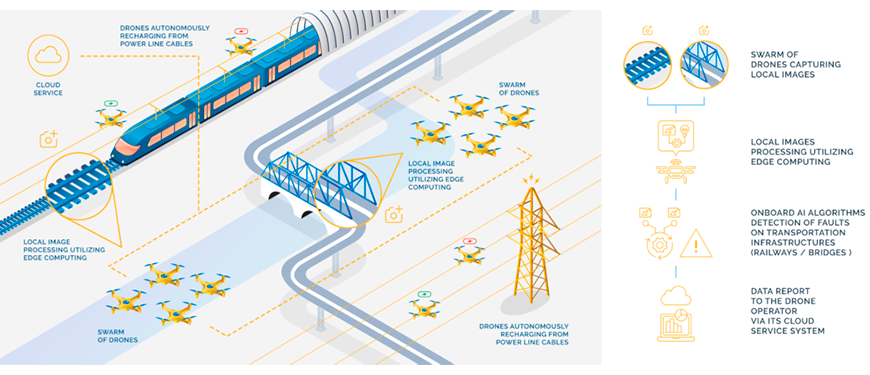 DRONES AUTONOMOUSLY
RECHARGING FROM
POWER LINE CABLES
CLOUD
SERVICE
SWARM
OF DRONES
LOCAL IMAGE
PROCESSING
UTILIZING EDGE
COMPUTING
LOCAL IMAGE
PROCESSING UTILIZING
EDGE COMPUTING
SWARM
OF DRONES
DRONES AUTONOMOUSLY
RECHARGING FROM
POWER LINE CABLES
SWARM OF
DRONES CAPTURING
LOCAL IMAGES
LOCAL IMAGES
PROCESSING UTILIZING
EDGE COMPUTING
ONBOARD AI ALGORITHMS
DETECTION OF FAULTS
ON TRANSPORTATION
INFRASTRUCTURES
(RAILWAYS / BRIDGES )
DATA REPORT
TO THE DRONE
OPERATOR
VIA ITS CLOUD
SERVICE SYSTEM